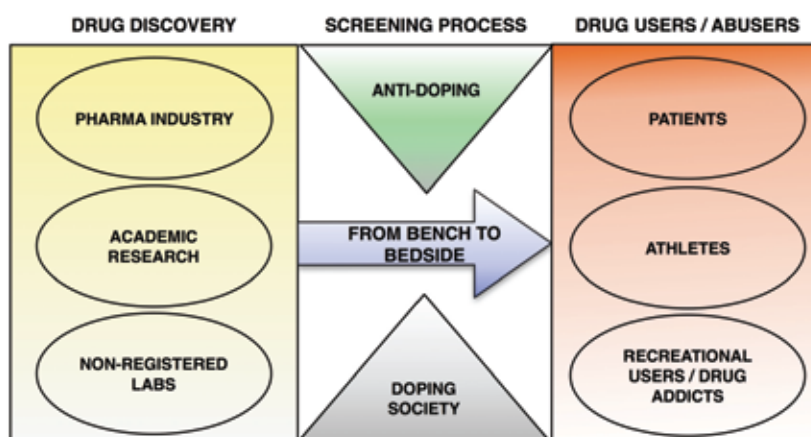 DRUG DISCOVERY
SCREENING PROCESS
DRUG USERS / ABUSERS
PHARMA INDUSTRY
ACADEMIC
RESEARCH
NON-REGISTERED
LABS
ANTI-DOPING
FROM BENCH TO
BEDSIDE
DOPING
SOCIETY
PATIENTS
ATHLETES
RECREATIONAL
USERS / DRUG
ADDICTS